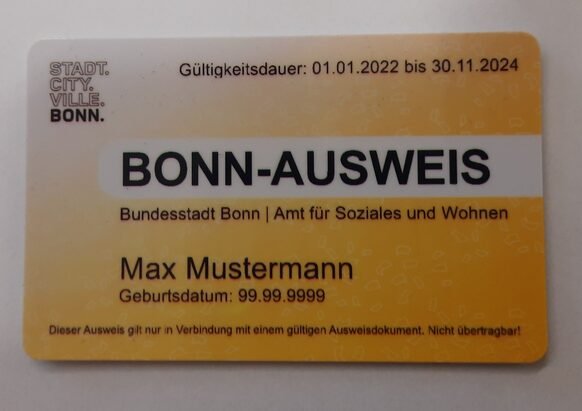 STADT.
CITY.
VILLE.
BONN.
Gültigkeitsdauer: 01.01.2022 bis 30.11.2024
BONN-AUSWEIS
Bundesstadt Bonn | Amt für Soziales und Wohnen
Max Mustermann
Geburtsdatum: 99.99.9999
Dieser Ausweis gilt nur in Verbindung mit einem gültigen Ausweisdokument. Nicht übertragbar!